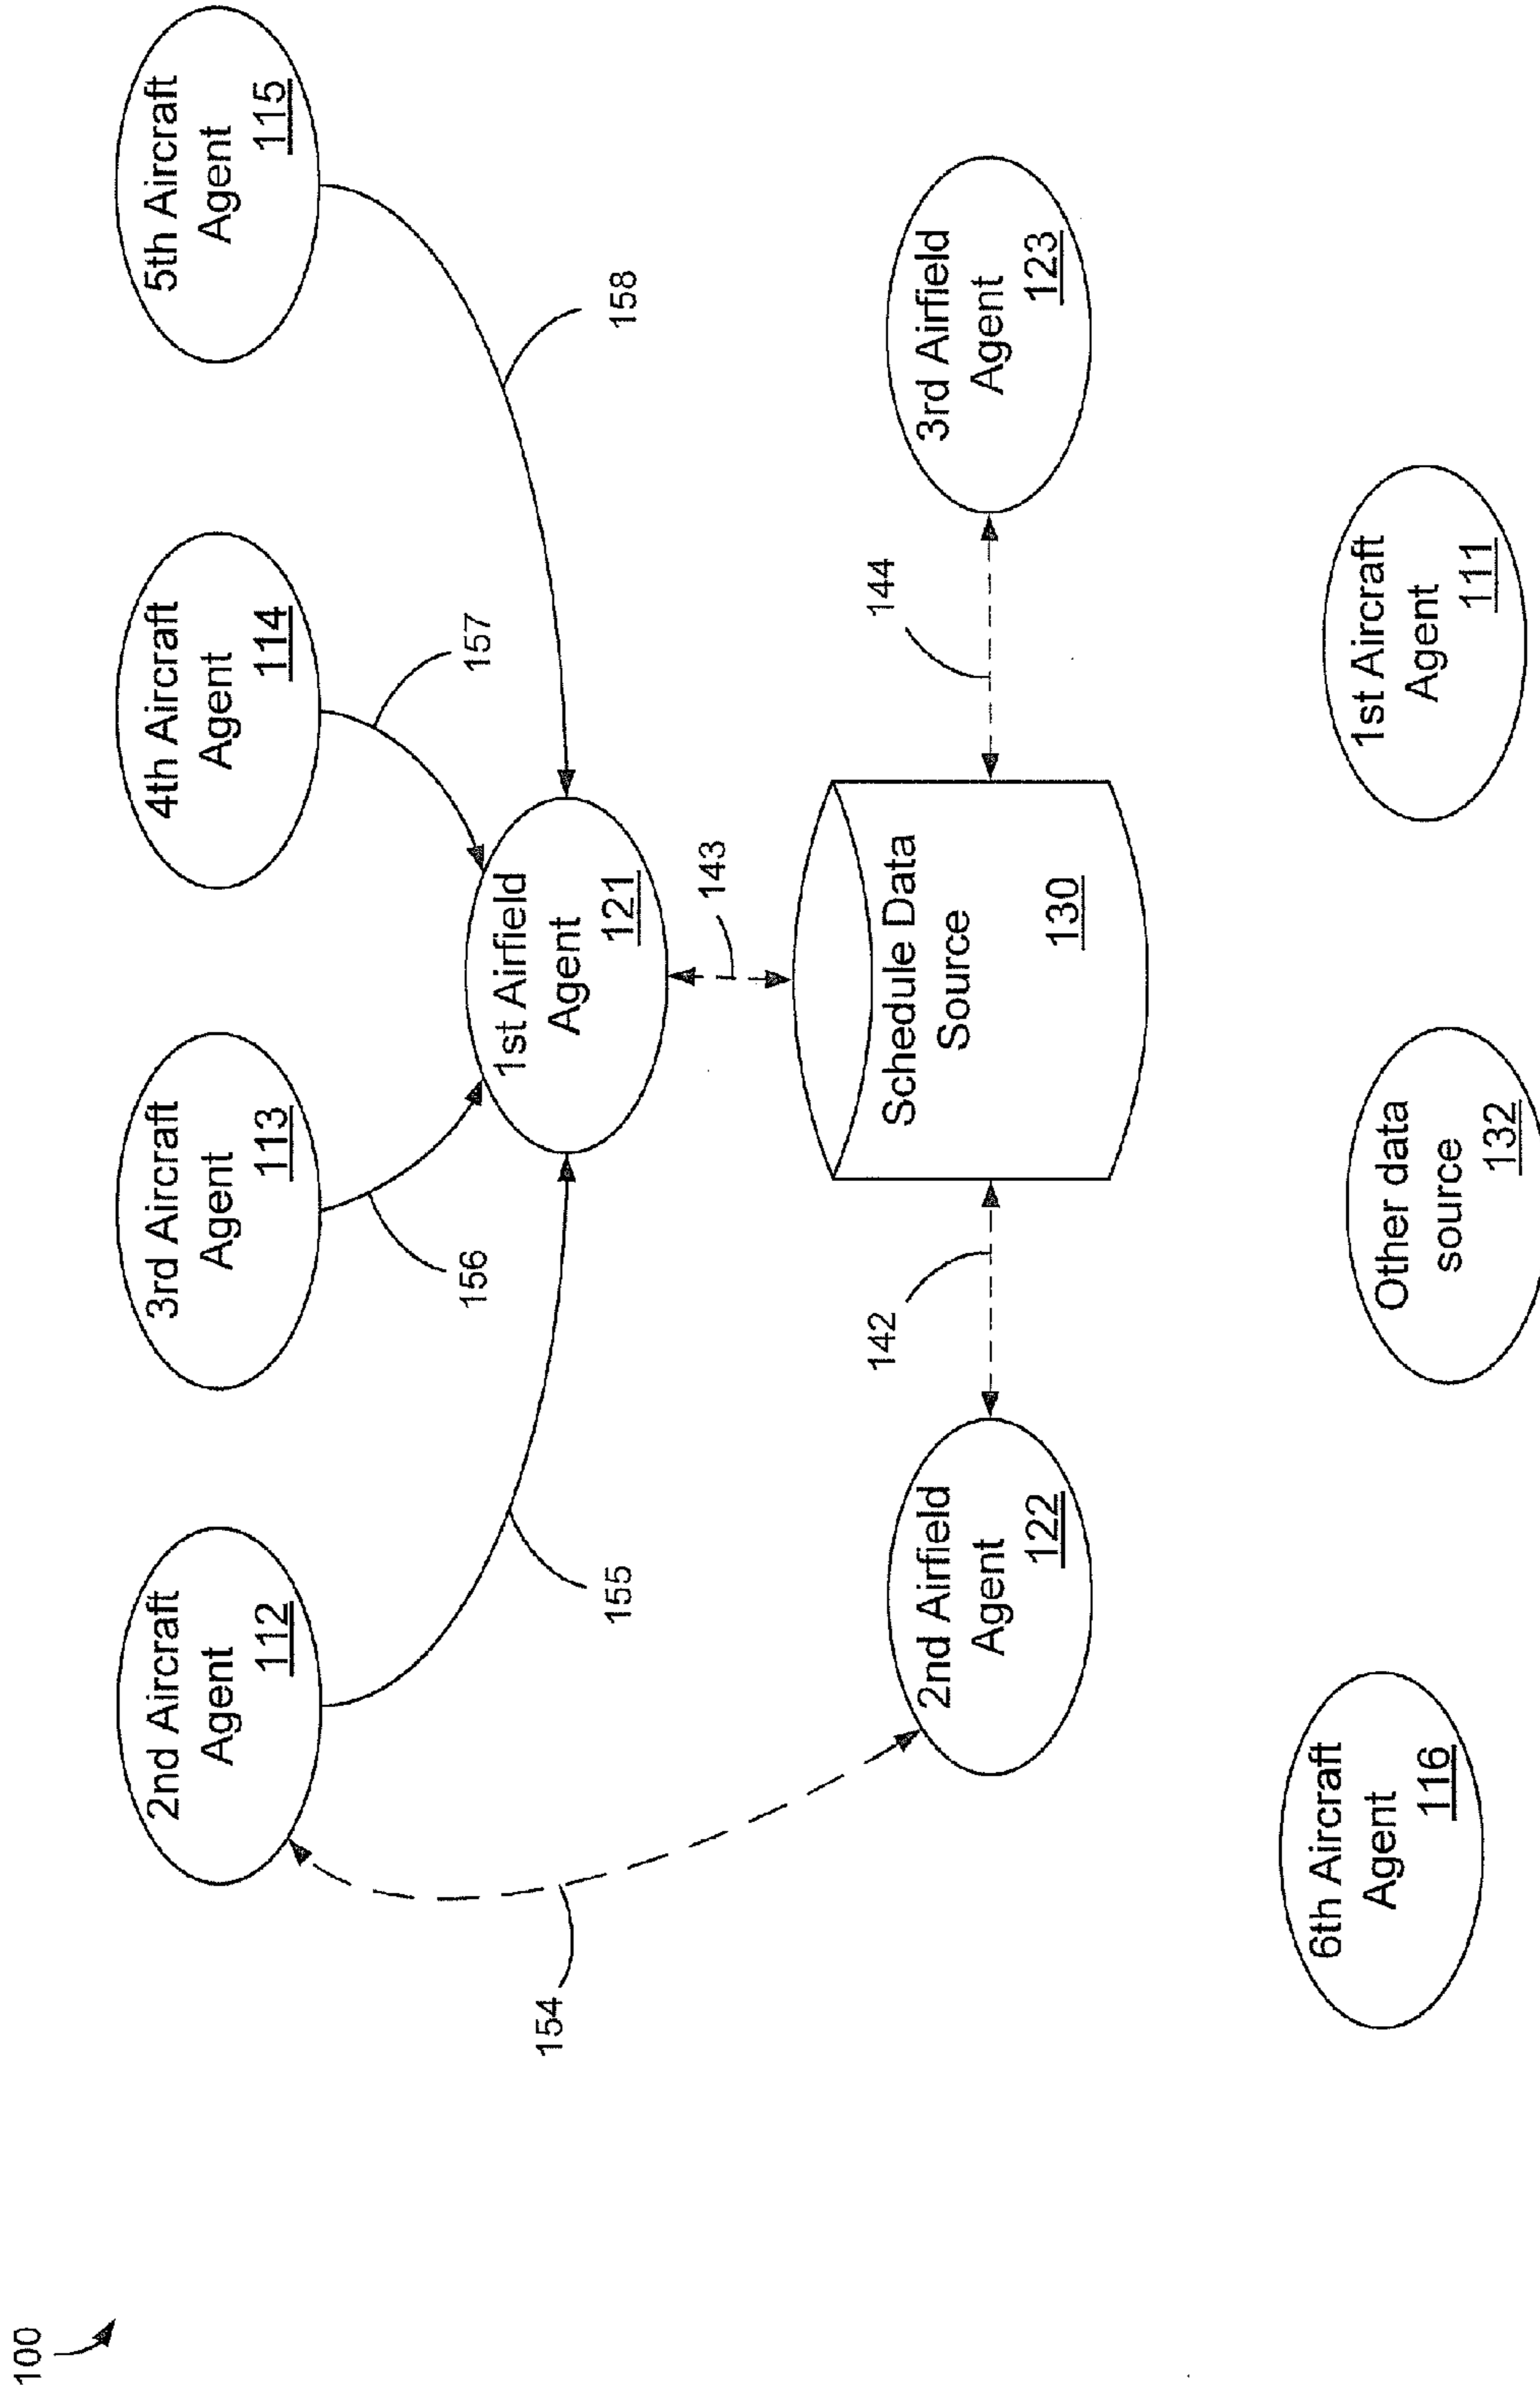 100
2nd Aircraft
Agent
112
3rd Aircraft
Agent
113
4th Aircraft
Agent
114
5th Aircraft
Agent
115
154
155
156
157
158
1st Airfield
Agent
121
143
2nd Airfield
Agent
122
142
Schedule Data
Source
130
144
3rd Airfield
Agent
123
6th Aircraft
Agent
116
Other data
source
132
1st Aircraft
Agent
111